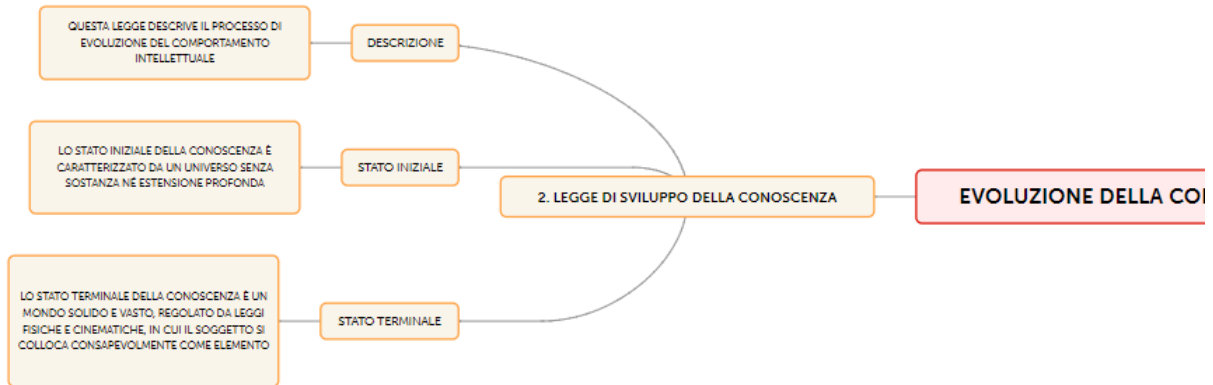 QUESTA LEGGE DESCRIVE IL PROCESSO DI
EVOLUZIONE DEL COMPORTAMENTO
INTELLETTUALE
DESCRIZIONE
LO STATO INIZIALE DELLA CONOSCENZA È
CARATTERIZZATO DA UN UNIVERSO SENZA
SOSTANZA NÉ ESTENSIONE PROFONDA
STATO INIZIALE
2. LEGGE DI SVILUPPO DELLA CONOSCENZA
EVOLUZIONE DELLA
LO STATO TERMINALE DELLA CONOSCENZA È UN
MONDO SOLIDO E VASTO, REGOLATO DA LEGGI
FISICHE E CINEMATICHE, IN CUI IL SOGGETTO SI
COLLOCA CONSAPEVOLMENTE COME ELEMENTO
STATO TERMINALE